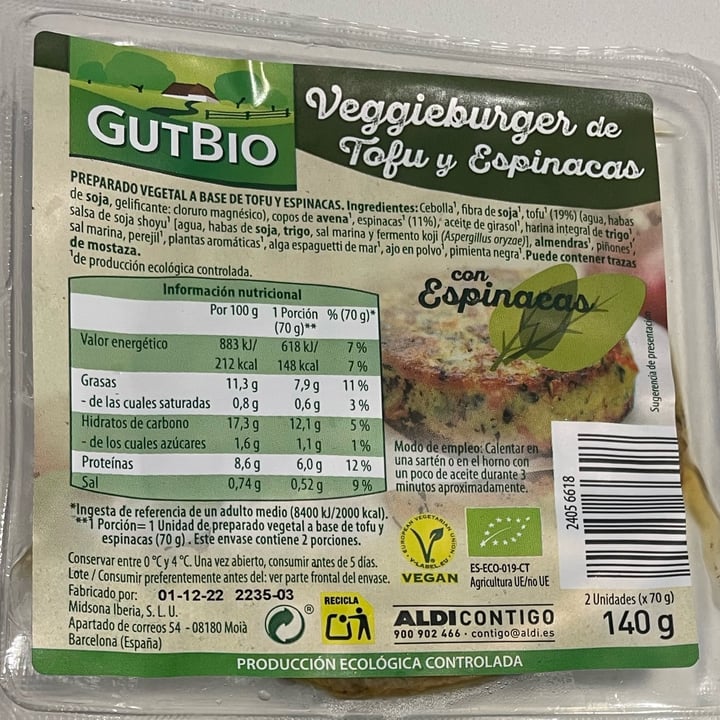 GUTBIO
Veggieburger de
Tofu y Espinacas
PREPARADO VEGETAL A BASE DE TOFU Y ESPINACAS. Ingredientes: Cebolla¹, fibra de soja¹, tofu¹ (19%) (agua, habas
de soja, gelificante: cloruro magnésico), copos de avena¹, espinacas¹ (11%), aceite de girasol¹, harina integral de trigo¹,
salsa de soja shoyu¹ [agua, habas de soja, trigo, sal marina y fermento koji (Aspergillus oryzae)], almendras¹, piñones¹,
sal marina, perejil¹, plantas aromáticas¹, alga espaguetti de mar¹, ajo en polvo¹, pimienta negra¹. Puede contener trazas
de mostaza.
¹de producción ecológica controlada.
con
Espinacas
Información nutricional
Por 100 g 1 Porción % (70 g)*
(70 g)**
Valor energético 883 kJ/ 618 kJ/ 7 %
212 kcal 148 kcal 7 %
Grasas 11,3 g 7,9 g 11 %
- de las cuales saturadas 0,8 g 0,6 g 3 %
Hidratos de carbono 17,3 g 12,1 g 5 %
- de los cuales azúcares 1,6 g 1,1 g 1 %
Proteínas 8,6 g 6,0 g 12 %
Sal 0,74 g 0,52 g 9 %
Sugerencia de presentación
Modo de empleo: Calentar en
una sartén o en el horno con
un poco de aceite durante 3
minutos aproximadamente.
*Ingesta de referencia de un adulto medio (8400 kJ/2000 kcal).
**1 Porción= 1 Unidad de preparado vegetal a base de tofu y
espinacas (70 g). Este envase contiene 2 porciones.
Conservar entre 0 °C y 4 °C. Una vez abierto, consumir antes de 5 días.
Lote / Consumir preferentemente antes del: ver parte frontal del envase.
Fabricado por: 01-12-22 2235-03
Midsona Iberia, S. L. U.
Apartado de correos 54 - 08180 Moià
Barcelona (España)
®
RECICLA
EUROPEAN VEGETARIAN UNION
V-LABEL.EU
VEGAN
ES-ECO-019-CT
Agricultura UE/no UE
ALDI CONTIGO
900 902 466 · contigo@aldi.es
24056618
2 Unidades (x 70 g)
140 g
PRODUCCIÓN ECOLÓGICA CONTROLADA